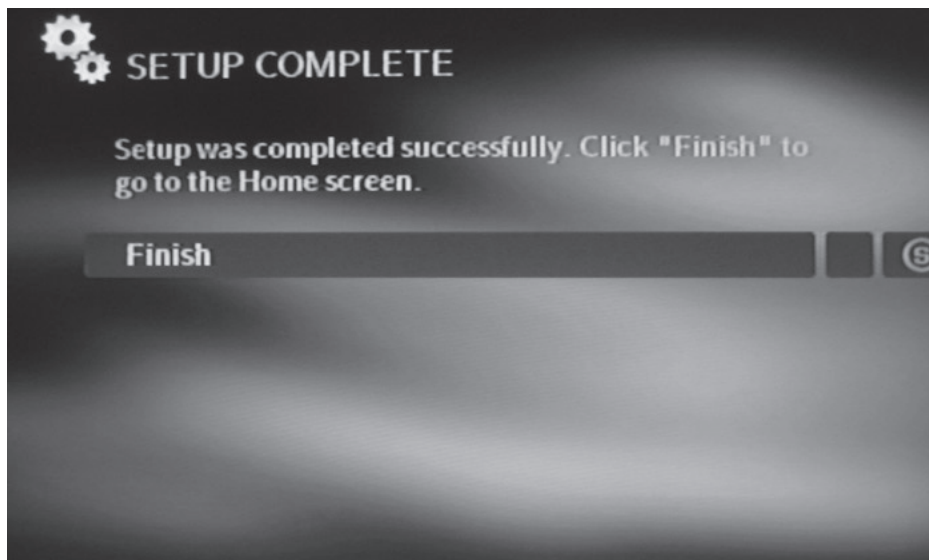 SETUP COMPLETE
Setup was completed successfully. Click "Finish" to
go to the Home screen.
Finish
S